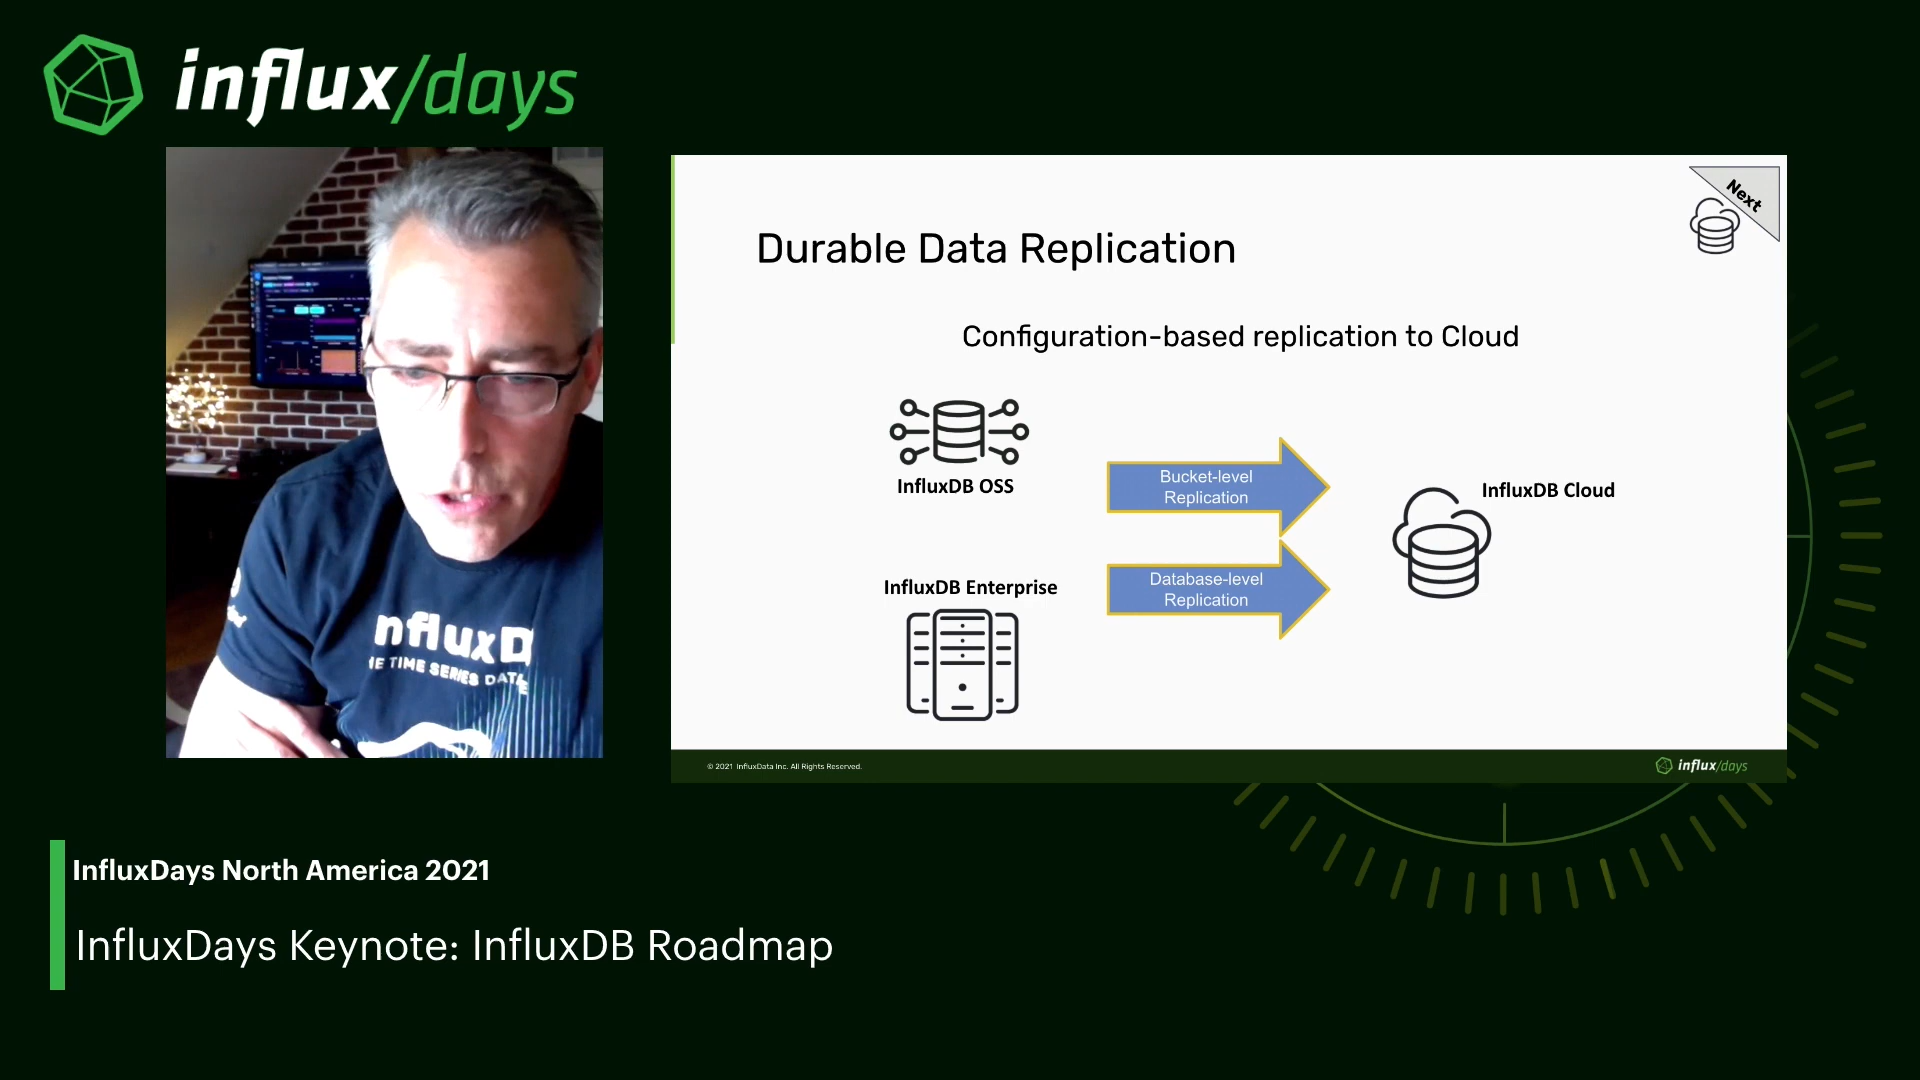 influx/days
nfluxD
IE TIME SERIES DATA
Next
Durable Data Replication
Configuration-based replication to Cloud
InfluxDB OSS
Bucket-level
Replication
InfluxDB Cloud
InfluxDB Enterprise
Database-level
Replication
© 2021 InfluxData Inc. All Rights Reserved.
influx/days
InfluxDays North America 2021
InfluxDays Keynote: InfluxDB Roadmap